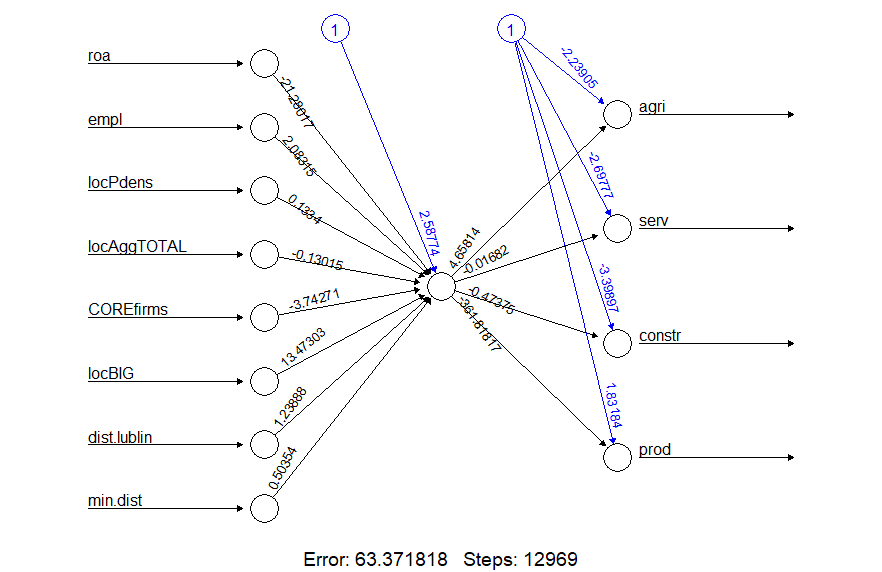 1
1
roa
-21.28017
-2.23905
agri
empl
2.08315
-2.69777
locPdens
0.1334
2.58774
serv
locAggTOTAL
-0.13015
4.65814
-0.01682
-3.39897
COREfirms
-3.74271
-0.47375
-361.81817
constr
locBIG
13.47303
1.83184
dist.lublin
1.23888
prod
min.dist
0.50354
Error: 63.371818 Steps: 12969